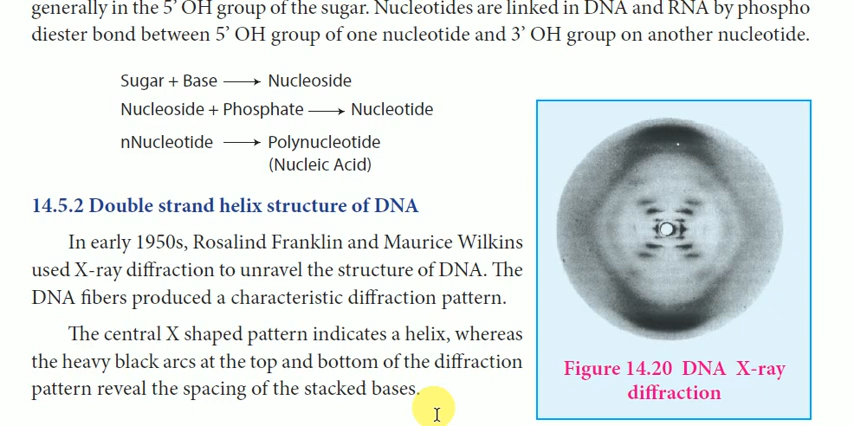 generally in the 5’ OH group of the sugar. Nucleotides are linked in DNA and RNA by phospho
diester bond between 5’ OH group of one nucleotide and 3’ OH group on another nucleotide.
Sugar + Base ⟶ Nucleoside
Nucleoside + Phosphate ⟶ Nucleotide
nNucleotide ⟶ Polynucleotide
(Nucleic Acid)
14.5.2 Double strand helix structure of DNA
In early 1950s, Rosalind Franklin and Maurice Wilkins
used X-ray diffraction to unravel the structure of DNA. The
DNA fibers produced a characteristic diffraction pattern.
The central X shaped pattern indicates a helix, whereas
the heavy black arcs at the top and bottom of the diffraction
pattern reveal the spacing of the stacked bases.
Figure 14.20 DNA X-ray
diffraction